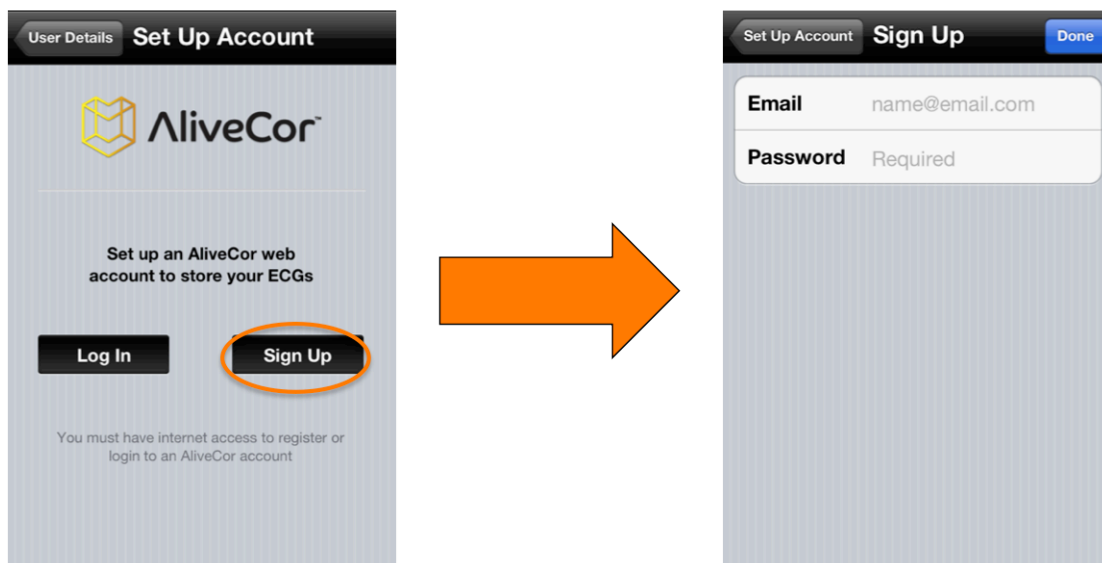 User Details
Set Up Account
AliveCor™
Set up an AliveCor web
account to store your ECGs
Log In
Sign Up
You must have internet access to register or
login to an AliveCor account
Set Up Account
Sign Up
Done
Email name@email.com
Password Required